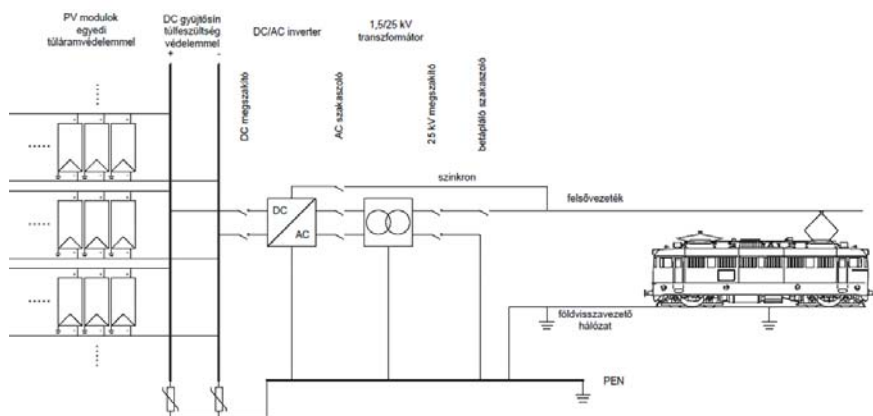 PV modulok
egyedi
túláramvédelemmel
DC gyűjtősín
túlfeszültség
védelemmel
+ -
DC/AC inverter
1,5/25 kV
transzformátor
DC megszakító
AC szakaszoló
25 kV megszakító
betápláló szakaszoló
szinkron
felsővezeték
DC
AC
földvisszavezető
hálózat
PEN